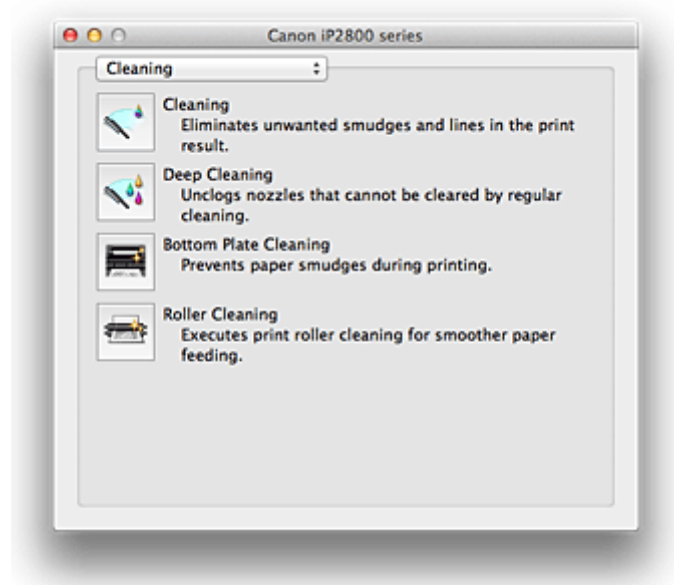 Canon iP2800 series
Cleaning
Cleaning
Eliminates unwanted smudges and lines in the print
result.
Deep Cleaning
Unclogs nozzles that cannot be cleared by regular
cleaning.
Bottom Plate Cleaning
Prevents paper smudges during printing.
Roller Cleaning
Executes print roller cleaning for smoother paper
feeding.